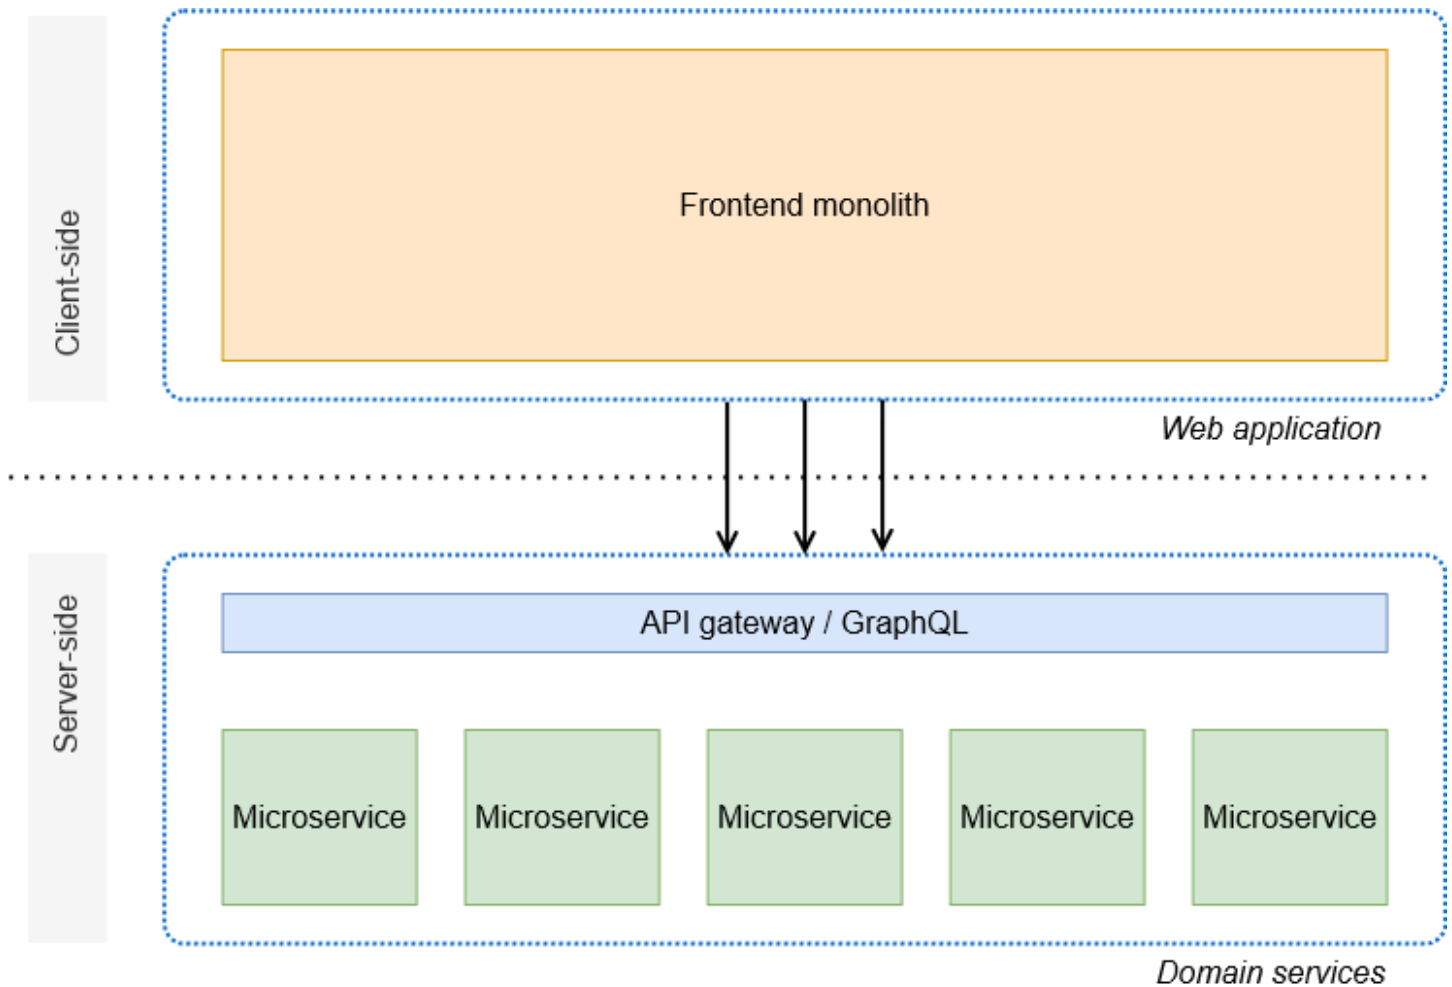 Client-side
Frontend monolith
Web application
Server-side
API gateway / GraphQL
Microservice
Microservice
Microservice
Microservice
Microservice
Domain services